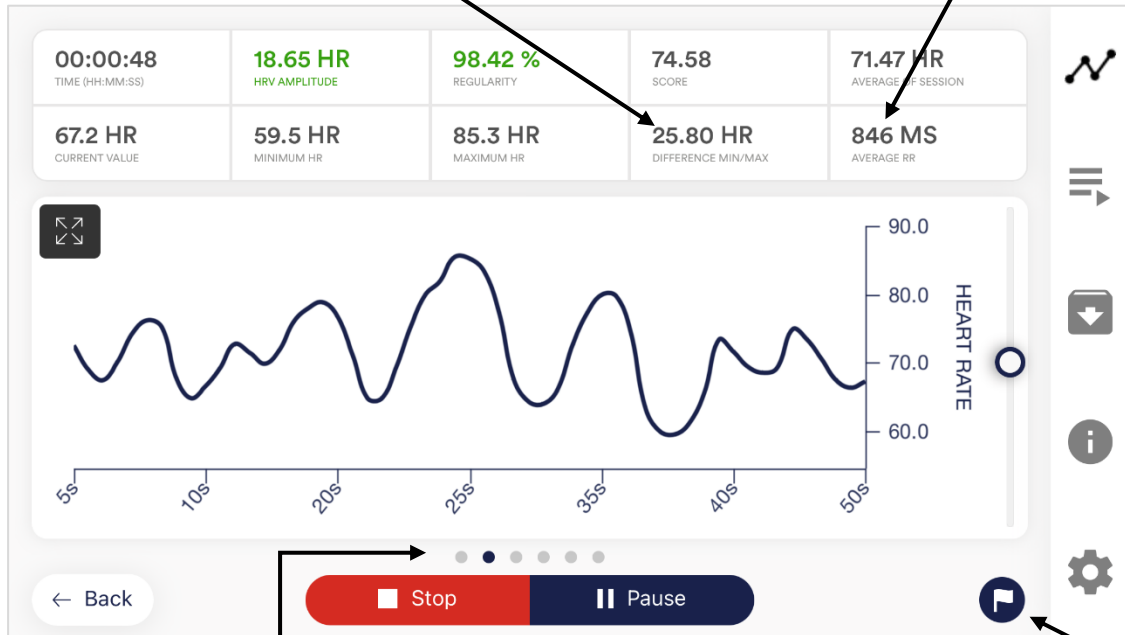 00:00:48
TIME (HH:MM:SS)
18.65 HR
HRV AMPLITUDE
98.42 %
REGULARITY
74.58
SCORE
71.47 HR
AVERAGE OF SESSION
67.2 HR
CURRENT VALUE
59.5 HR
MINIMUM HR
85.3 HR
MAXIMUM HR
25.80 HR
DIFFERENCE MIN/MAX
846 MS
AVERAGE RR
90.0
80.0
70.0
60.0
HEART RATE
5s
10s
20s
25s
35s
40s
50s
← Back
Stop
Pause